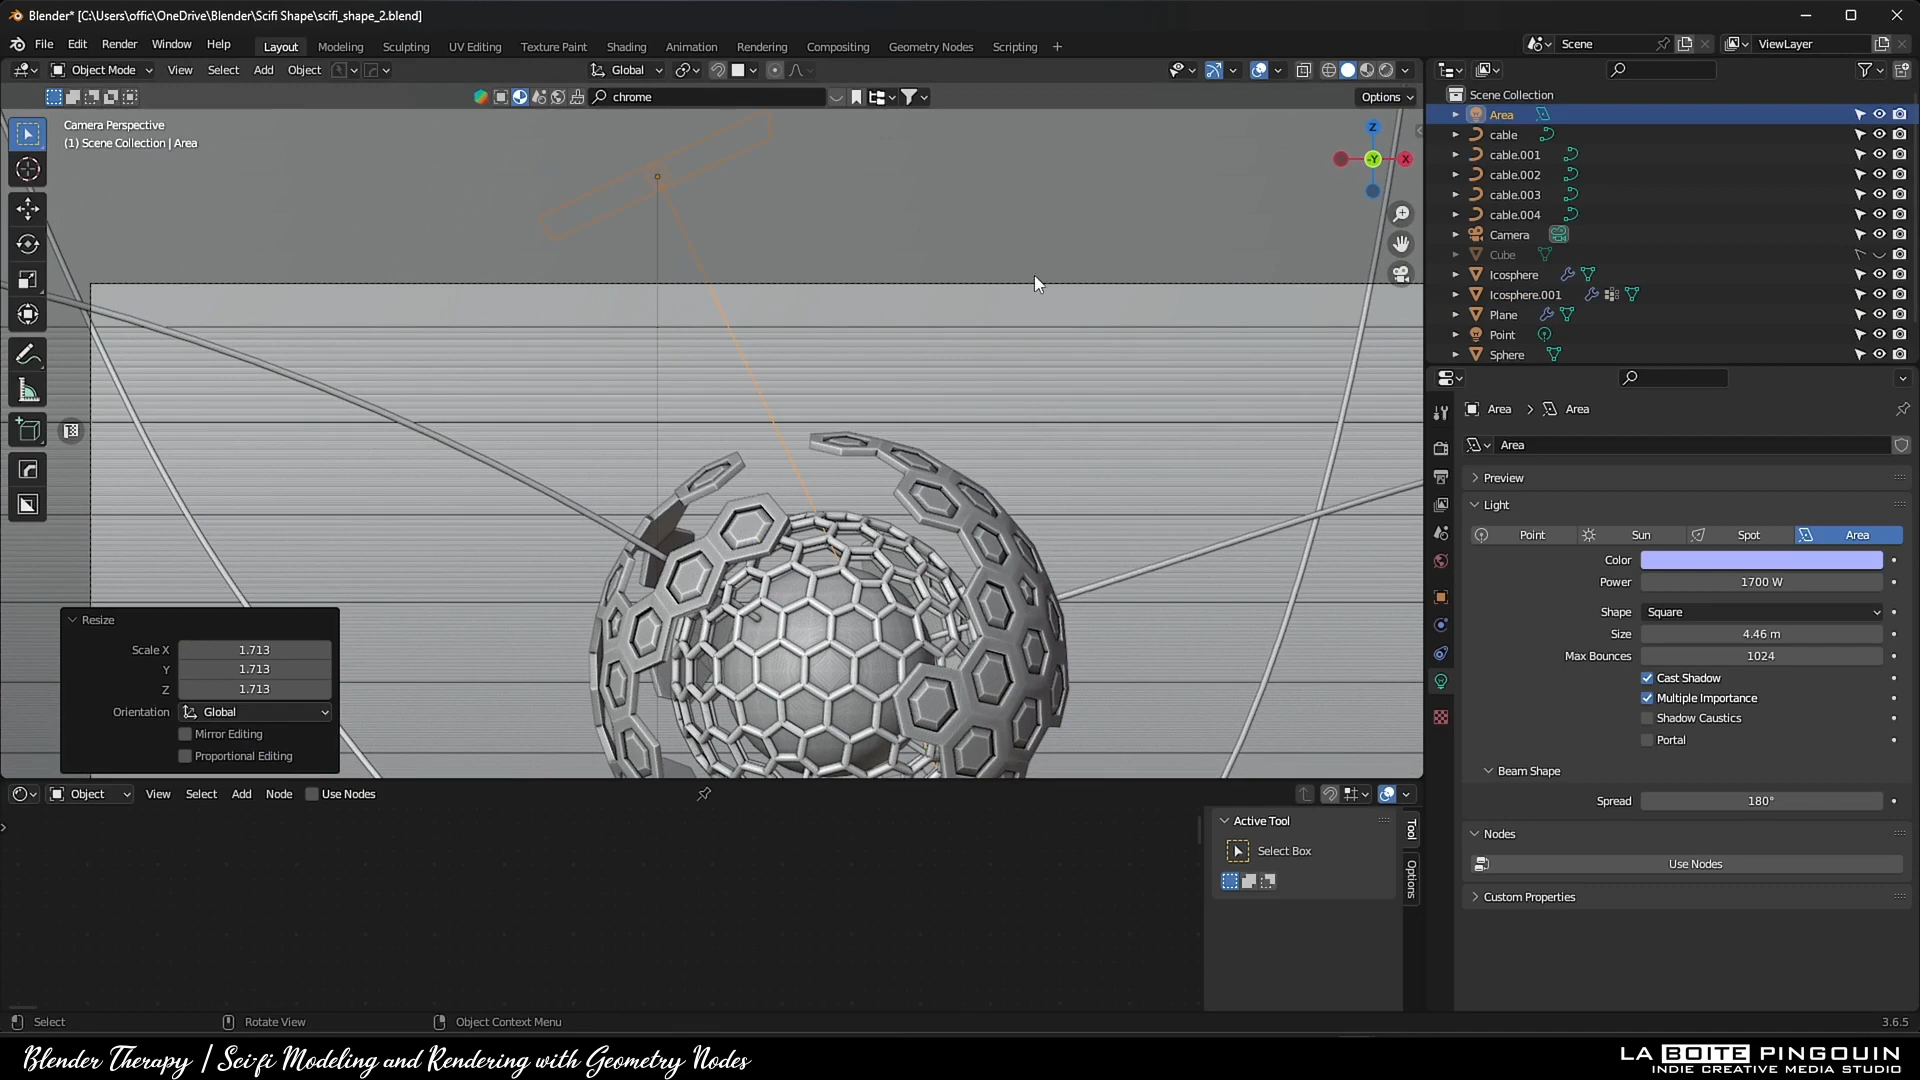 Blender* [C:\Users\offic\OneDrive\Blender\Scifi Shape\scifi_shape_2.blend]
File Edit Render Window Help Layout Modeling Sculpting UV Editing Texture Paint Shading Animation Rendering Compositing Geometry Nodes Scripting + Scene ViewLayer
Object Mode View Select Add Object Global
chrome Options
Camera Perspective
(1) Scene Collection | Area
Z
-Y X
Scene Collection
Area
cable
cable.001
cable.002
cable.003
cable.004
Camera
Cube
Icosphere
Icosphere.001
Plane
Point
Sphere
Area > Area
Area
Preview
Light
Point Sun Spot Area
Color
Power 1700 W
Shape Square
Size 4.46 m
Max Bounces 1024
Cast Shadow
Multiple Importance
Shadow Caustics
Portal
Beam Shape
Spread 180°
Nodes
Use Nodes
Custom Properties
Resize
Scale X 1.713
Y 1.713
Z 1.713
Orientation Global
Mirror Editing
Proportional Editing
Object View Select Add Node Use Nodes
Active Tool
Select Box
Tool
Options
Select Rotate View Object Context Menu 3.6.5
Blender Therapy | Sci-fi Modeling and Rendering with Geometry Nodes
LA BOITE PINGOUIN
INDIE CREATIVE MEDIA STUDIO